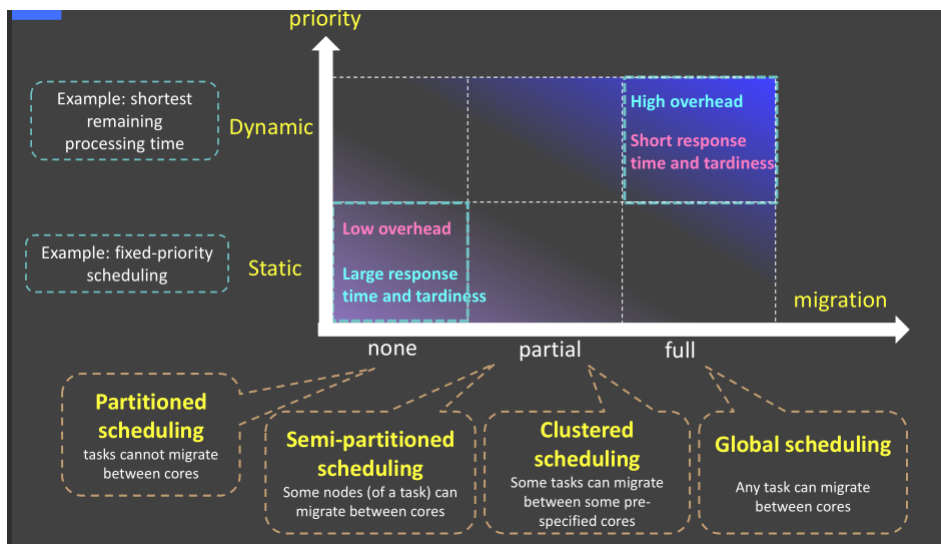 priority
Example: shortest
remaining
processing time
Dynamic
High overhead
Short response
time and tardiness
Example: fixed-priority
scheduling
Static
Low overhead
Large response
time and tardiness
migration
none
partial
full
Partitioned
scheduling
tasks cannot migrate
between cores
Semi-partitioned
scheduling
Some nodes (of a task) can
migrate between cores
Clustered
scheduling
Some tasks can migrate
between some pre-
specified cores
Global scheduling
Any task can migrate
between cores